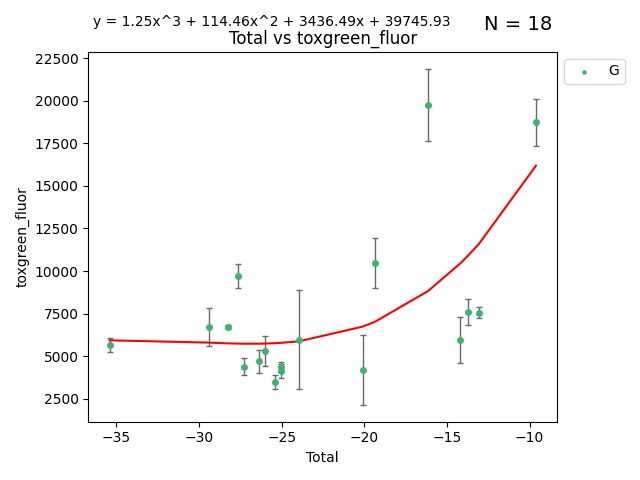 y = 1.25x^3 + 114.46x^2 + 3436.49x + 39745.93
N = 18
Total vs toxgreen_fluor
G
22500
20000
17500
15000
12500
10000
7500
5000
2500
toxgreen_fluor
−35
−30
−25
−20
−15
−10
Total